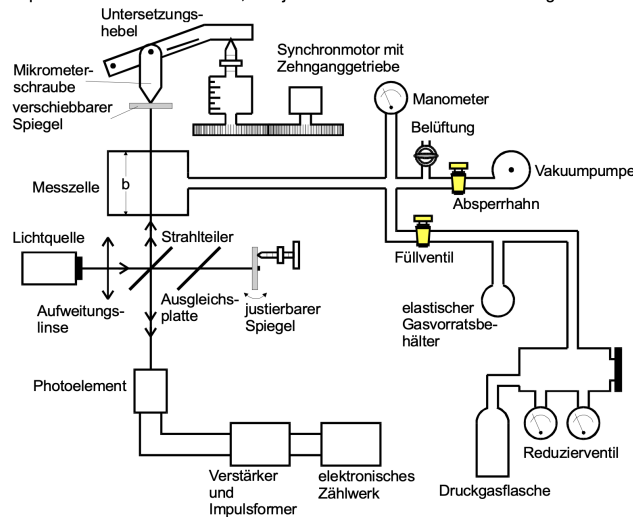 Untersetzungs-
hebel
Synchronmotor mit
Zehnganggetriebe
Mikrometer-
schraube
verschiebbarer
Spiegel
Manometer
Belüftung
Vakuumpumpe
Messzelle
b
Absperrhahn
Lichtquelle
Strahlteiler
Füllventil
Aufweitungs-
linse
Ausgleichs-
platte
justierbarer
Spiegel
elastischer
Gasvorratsbe-
hälter
Photoelement
Reduzierventil
Verstärker
und
Impulsformer
elektronisches
Zählwerk
Druckgasflasche